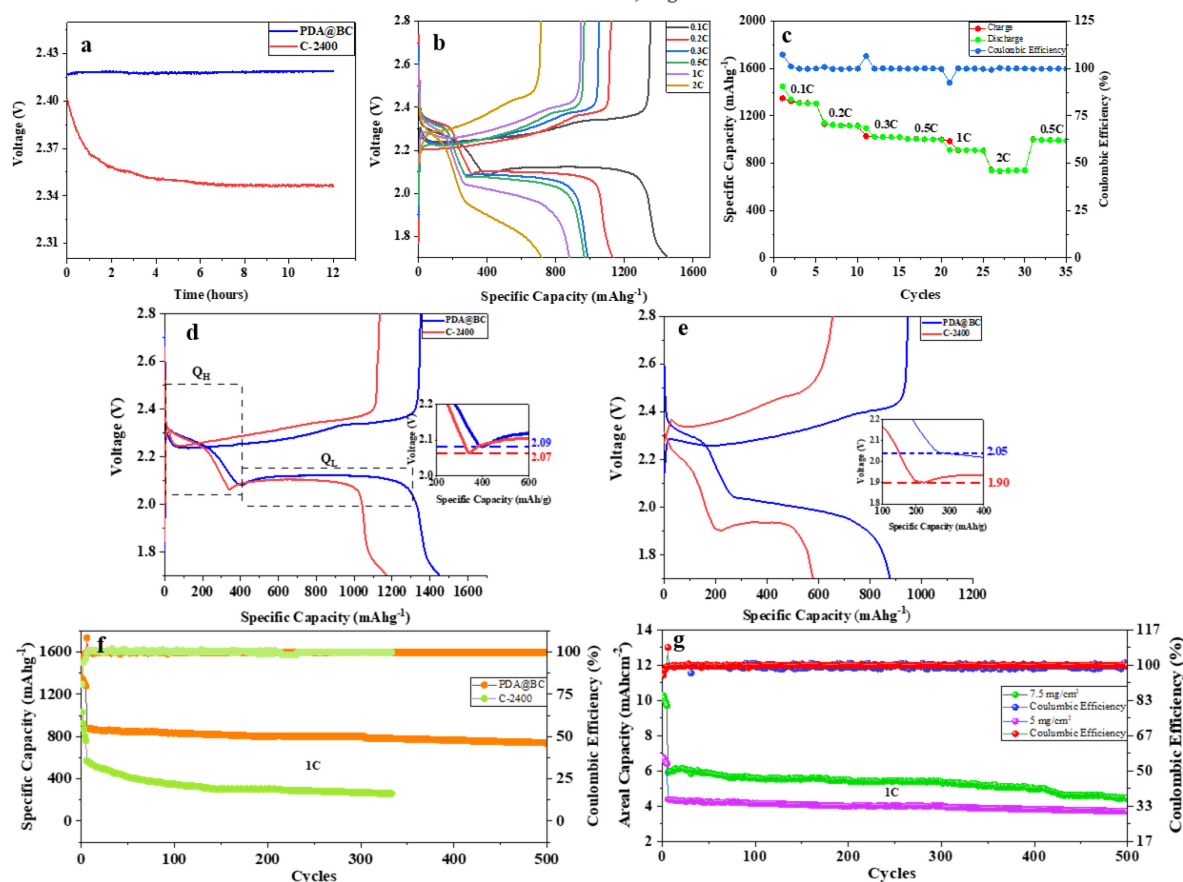 a
PDA@BC
C-2400
2.43
2.40
2.37
2.34
2.31
Voltage (V)
0 2 4 6 8 10 12
Time (hours)
b
0.1C
0.2C
0.3C
0.5C
1C
2C
2.8
2.6
2.4
2.2
2.0
1.8
Voltage (V)
0 400 800 1200 1600
Specific Capacity (mAhg-1)
c
Charge
Discharge
Coulombic Efficiency
2000
1600
1200
800
400
0
Specific Capacity (mAhg-1)
0.1C
0.2C
0.3C
0.5C
1C
2C
0.5C
125
100
75
50
25
0
Coulombic Efficiency (%)
0 5 10 15 20 25 30 35
Cycles
d
PDA@BC
C-2400
2.8
2.6
2.4
2.2
2.0
1.8
Voltage (V)
QH
QL
2.2
2.1
2.0
Voltage (V)
2.09
2.07
200 400 600
Specific Capacity (mAh/g)
0 200 400 600 800 1000 1200 1400 1600
Specific Capacity (mAhg-1)
e
PDA@BC
C-2400
2.8
2.6
2.4
2.2
2.0
1.8
Voltage (V)
2.2
2.1
2.0
1.9
1.8
Voltage (V)
2.05
1.90
100 200 300 400
Specific Capacity (mAh/g)
0 200 400 600 800 1000 1200
Specific Capacity (mAhg-1)
f
1600
1200
800
400
0
Specific Capacity (mAhg-1)
PDA@BC
C-2400
1C
100
75
50
25
0
Coulombic Efficiency (%)
0 100 200 300 400 500
Cycles
g
14
12
10
8
6
4
2
Areal Capacity (mAhcm-2)
7.5 mg/cm2
Coulumbic Efficiency
5 mg/cm2
Coulumbic Efficiency
1C
117
100
83
67
50
33
17
Coulombic Efficiency (%)
0 100 200 300 400 500
Cycles